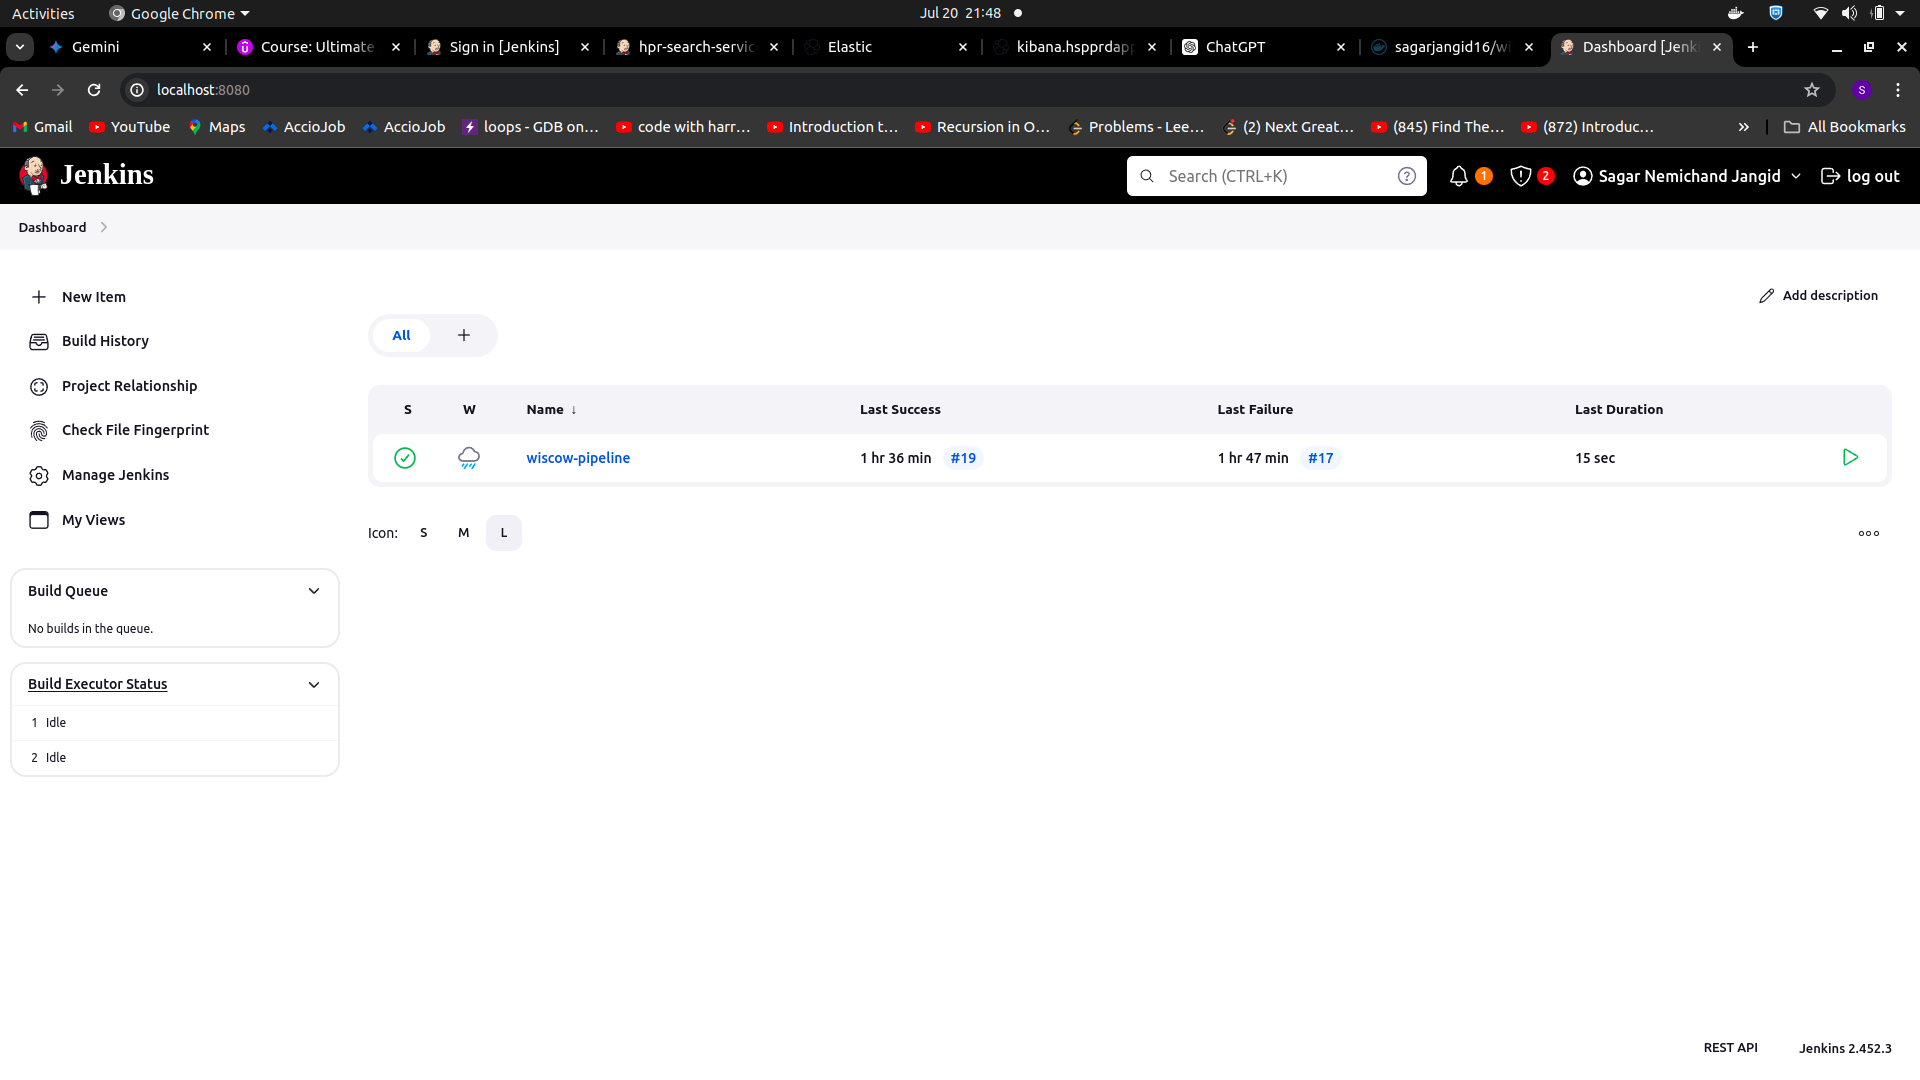 Activities Google Chrome Jul 20 21:48
Gemini Course: Ultimate Sign in [Jenkins] hpr-search-servic Elastic kibana.hspprdapp ChatGPT sagarjangid16/wi Dashboard [Jenki
localhost:8080 S
Gmail YouTube Maps AccioJob AccioJob loops - GDB on... code with harr... Introduction t... Recursion in O... Problems - Lee... (2) Next Great... (845) Find The... (872) Introduc... » All Bookmarks
Jenkins Search (CTRL+K) ? 1 2 Sagar Nemichand Jangid log out
Dashboard
New Item
Build History
Project Relationship
Check File Fingerprint
Manage Jenkins
My Views
Build Queue
No builds in the queue.
Build Executor Status
1 Idle
2 Idle
Add description
All +
S W Name ↓ Last Success Last Failure Last Duration
wiscow-pipeline 1 hr 36 min #19 1 hr 47 min #17 15 sec
Icon: S M L
REST API Jenkins 2.452.3